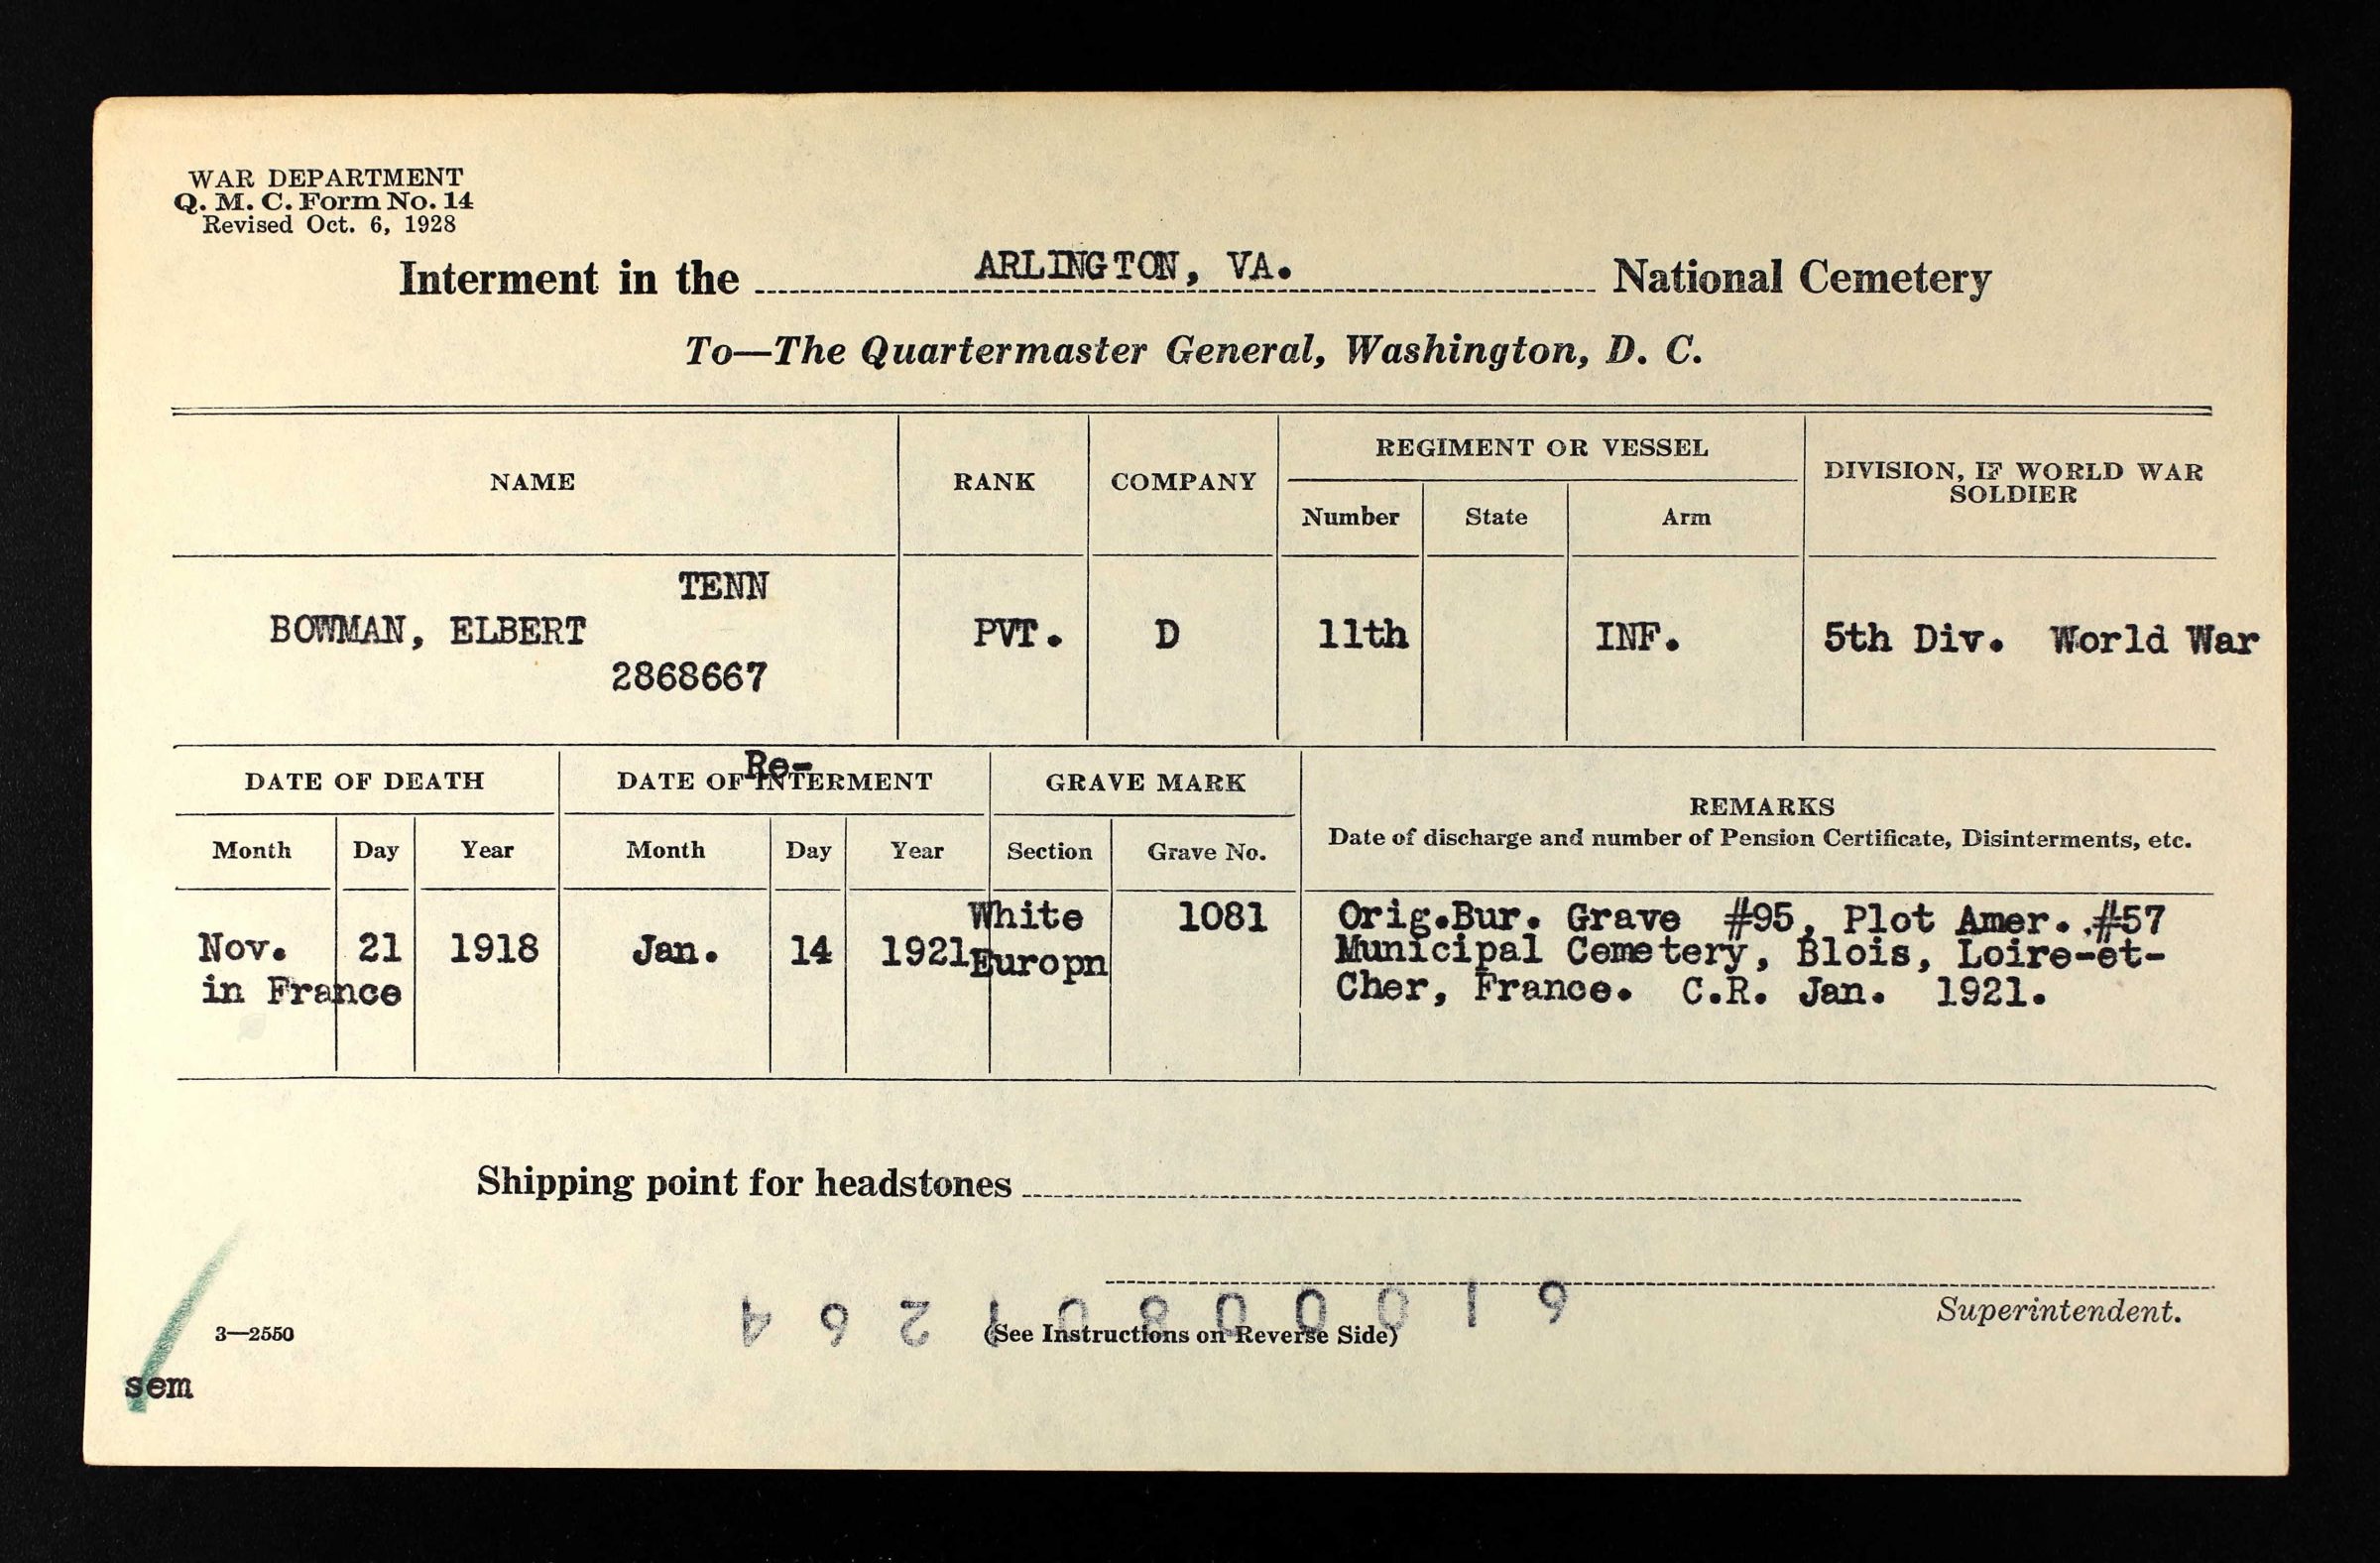 WAR DEPARTMENT
Q. M. C. Form No. 14
Revised Oct. 6, 1928
Interment in the ARLINGTON, VA. National Cemetery
To—The Quartermaster General, Washington, D. C.
NAME RANK COMPANY REGIMENT OR VESSEL DIVISION, IF WORLD WAR SOLDIER
Number State Arm
TENN
BOWMAN, ELBERT PVT. D 11th INF. 5th Div. World War
2868667
DATE OF DEATH DATE OF Re-INTERMENT GRAVE MARK REMARKS
Date of discharge and number of Pension Certificate, Disinterments, etc.
Month Day Year Month Day Year Section Grave No.
White 1081 Orig.Bur. Grave #95, Plot Amer. #57
Nov. 21 1918 Jan. 14 1921 Europn Municipal Cemetery, Blois, Loire-et-
in France Cher, France. C.R. Jan. 1921.
Shipping point for headstones
Superintendent.
3—2550
(See Instructions on Reverse Side)
sem